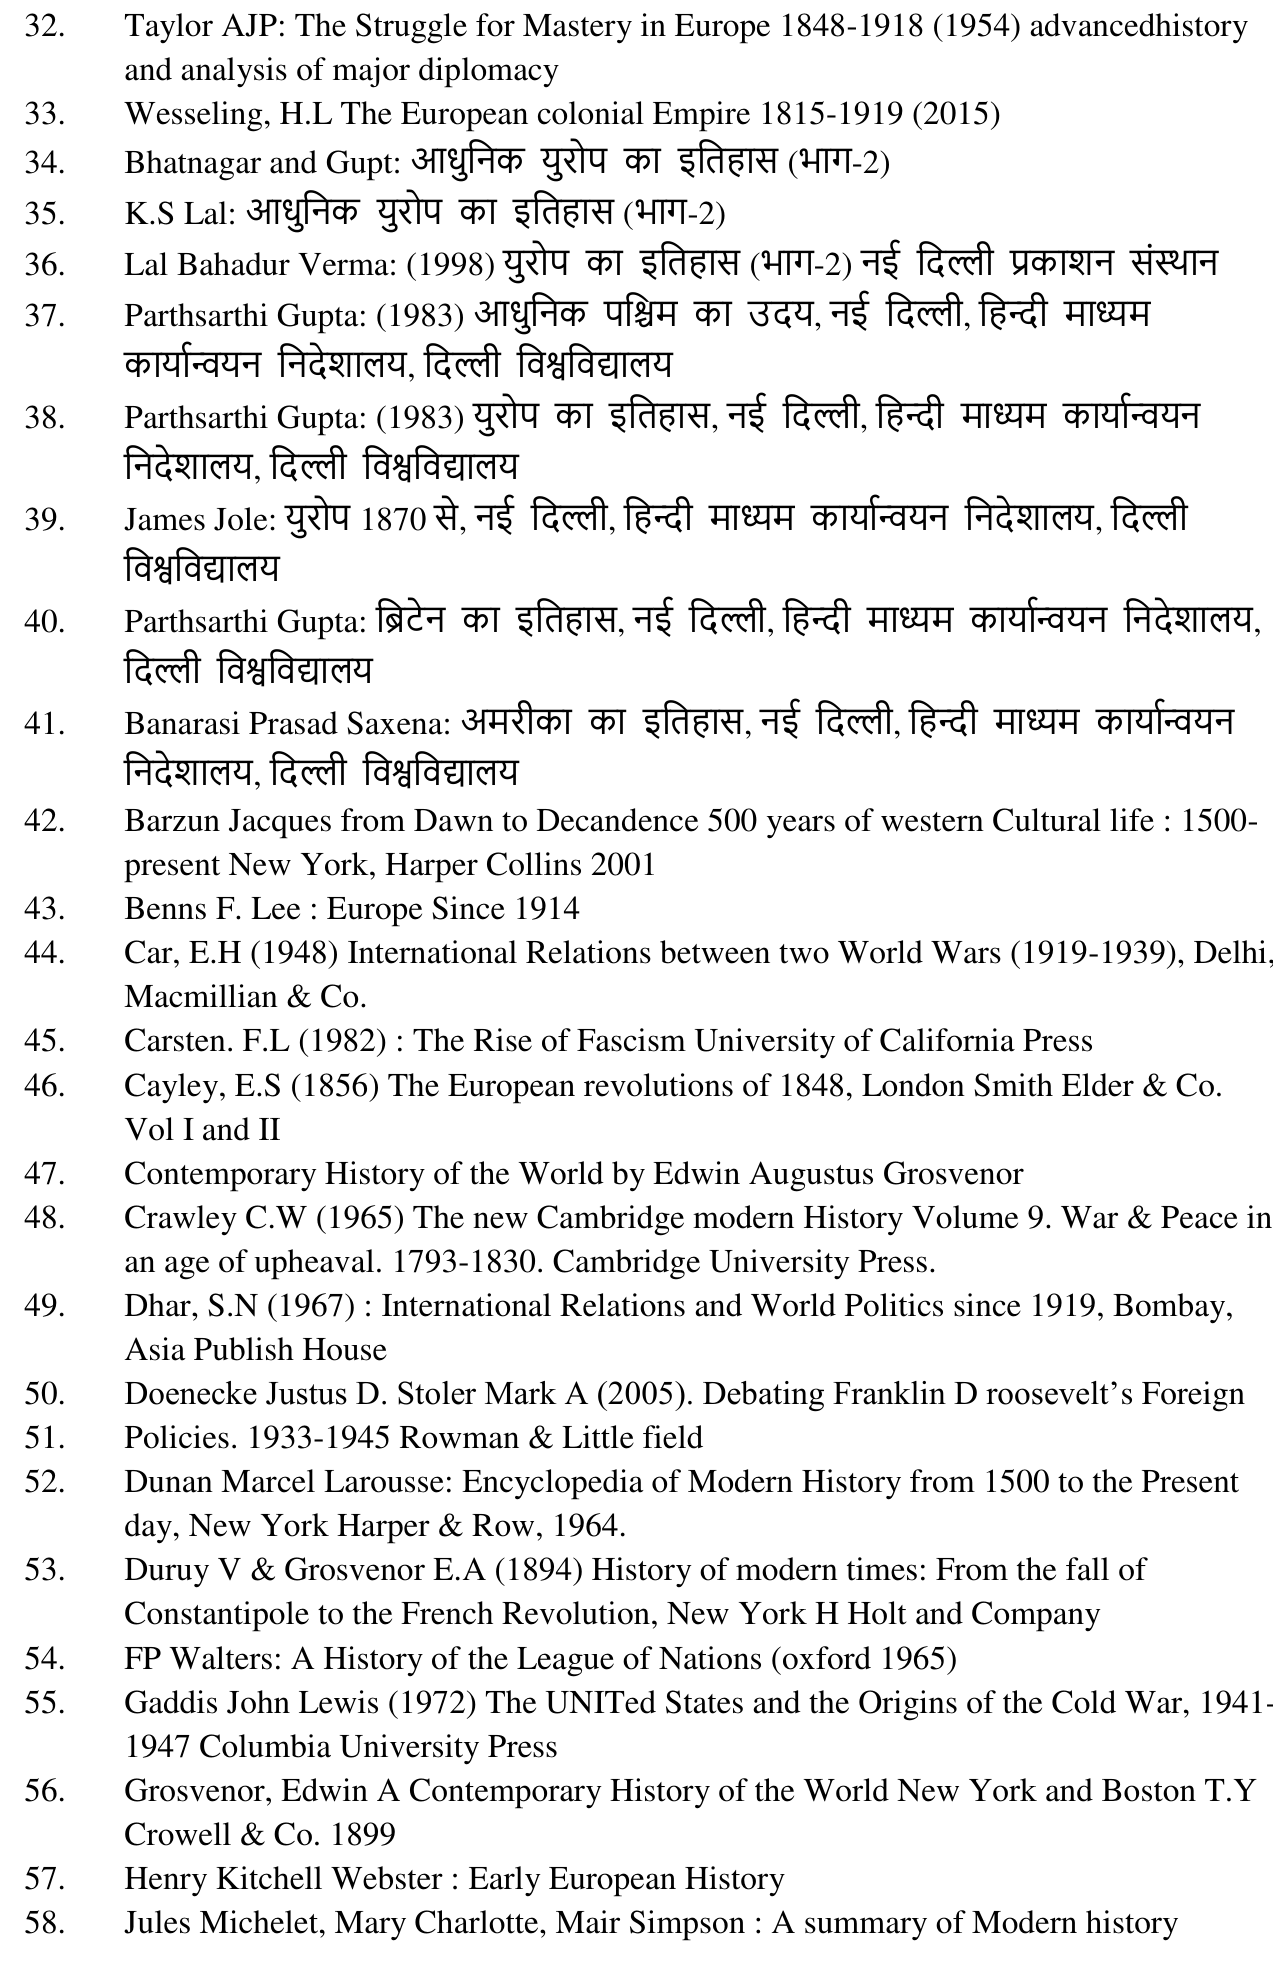 32. Taylor AJP: The Struggle for Mastery in Europe 1848-1918 (1954) advancedhistory
and analysis of major diplomacy
33. Wesseling, H.L The European colonial Empire 1815-1919 (2015)
34. Bhatnagar and Gupt: आधुनिक युरोप का इतिहास (भाग-2)
35. K.S Lal: आधुनिक युरोप का इतिहास (भाग-2)
36. Lal Bahadur Verma: (1998) युरोप का इतिहास (भाग-2) नई दिल्ली प्रकाशन संस्थान
37. Parthsarthi Gupta: (1983) आधुनिक पश्चिम का उदय, नई दिल्ली, हिन्दी माध्यम
कार्यान्वयन निदेशालय, दिल्ली विश्वविद्यालय
38. Parthsarthi Gupta: (1983) युरोप का इतिहास, नई दिल्ली, हिन्दी माध्यम कार्यान्वयन
निदेशालय, दिल्ली विश्वविद्यालय
39. James Jole: युरोप 1870 से, नई दिल्ली, हिन्दी माध्यम कार्यान्वयन निदेशालय, दिल्ली
विश्वविद्यालय
40. Parthsarthi Gupta: ब्रिटेन का इतिहास, नई दिल्ली, हिन्दी माध्यम कार्यान्वयन निदेशालय,
दिल्ली विश्वविद्यालय
41. Banarasi Prasad Saxena: अमरीका का इतिहास, नई दिल्ली, हिन्दी माध्यम कार्यान्वयन
निदेशालय, दिल्ली विश्वविद्यालय
42. Barzun Jacques from Dawn to Decandence 500 years of western Cultural life : 1500-
present New York, Harper Collins 2001
43. Benns F. Lee : Europe Since 1914
44. Car, E.H (1948) International Relations between two World Wars (1919-1939), Delhi,
Macmillian & Co.
45. Carsten. F.L (1982) : The Rise of Fascism University of California Press
46. Cayley, E.S (1856) The European revolutions of 1848, London Smith Elder & Co.
Vol I and II
47. Contemporary History of the World by Edwin Augustus Grosvenor
48. Crawley C.W (1965) The new Cambridge modern History Volume 9. War & Peace in
an age of upheaval. 1793-1830. Cambridge University Press.
49. Dhar, S.N (1967) : International Relations and World Politics since 1919, Bombay,
Asia Publish House
50. Doenecke Justus D. Stoler Mark A (2005). Debating Franklin D roosevelt’s Foreign
51. Policies. 1933-1945 Rowman & Little field
52. Dunan Marcel Larousse: Encyclopedia of Modern History from 1500 to the Present
day, New York Harper & Row, 1964.
53. Duruy V & Grosvenor E.A (1894) History of modern times: From the fall of
Constantipole to the French Revolution, New York H Holt and Company
54. FP Walters: A History of the League of Nations (oxford 1965)
55. Gaddis John Lewis (1972) The UNITed States and the Origins of the Cold War, 1941-
1947 Columbia University Press
56. Grosvenor, Edwin A Contemporary History of the World New York and Boston T.Y
Crowell & Co. 1899
57. Henry Kitchell Webster : Early European History
58. Jules Michelet, Mary Charlotte, Mair Simpson : A summary of Modern history